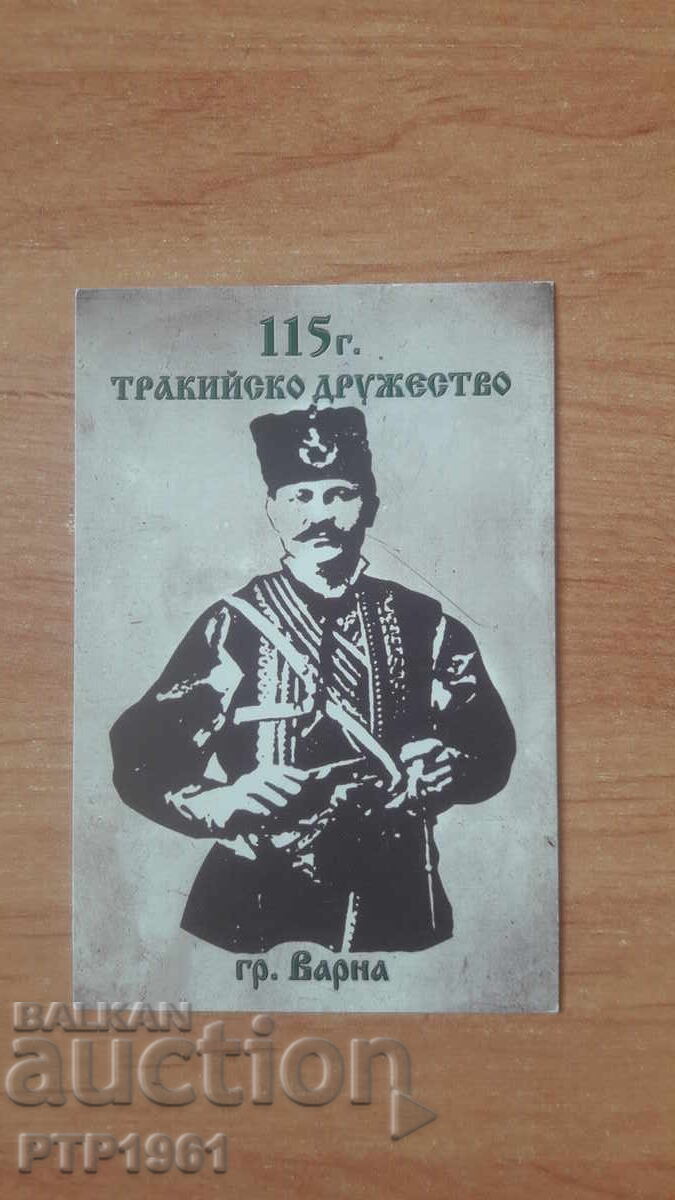 115г.
ТРАКИЙСКО ДРУЖЕСТВО
гр. Варна
BALKAN
auction
PTP1961